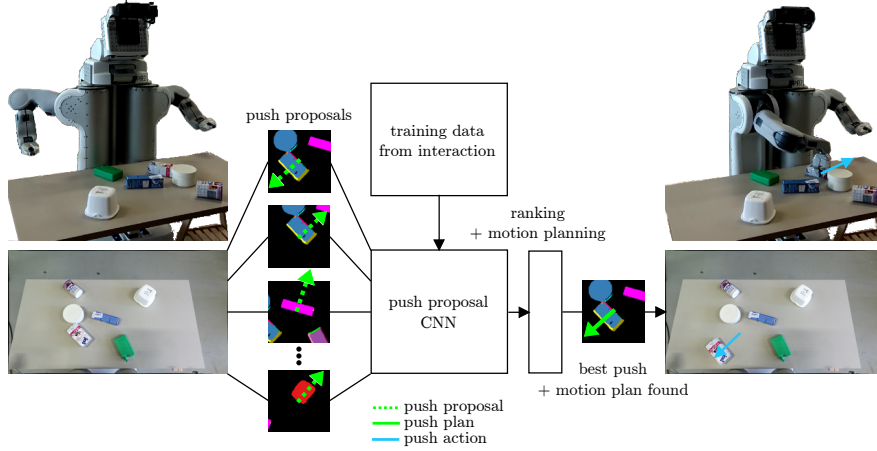 push proposals
training data
from interaction
ranking
+ motion planning
push proposal
CNN
best push
+ motion plan found
push proposal
push plan
push action